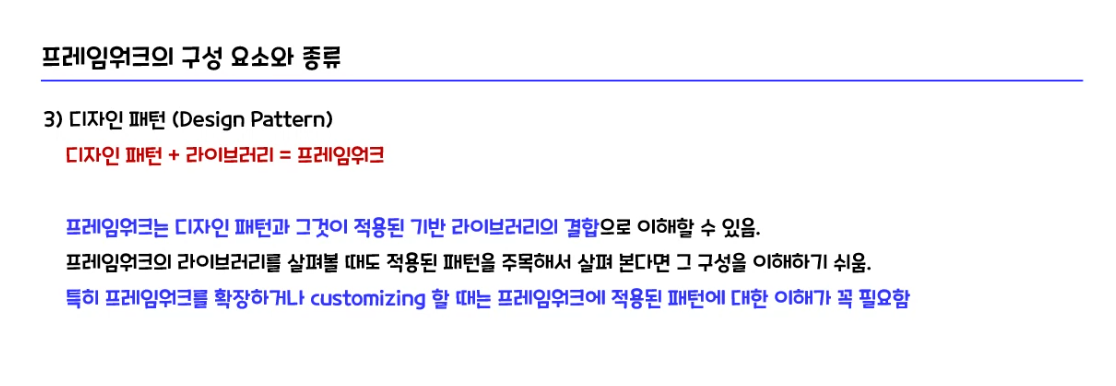 프레임워크의 구성 요소와 종류
3) 디자인 패턴 (Design Pattern)
디자인 패턴 + 라이브러리 = 프레임워크
프레임워크는 디자인 패턴과 그것이 적용된 기반 라이브러리의 결합으로 이해할 수 있음.
프레임워크의 라이브러리를 살펴볼 때도 적용된 패턴을 주목해서 살펴 본다면 그 구성을 이해하기 쉬움.
특히 프레임워크를 확장하거나 customizing 할 때는 프레임워크에 적용된 패턴에 대한 이해가 꼭 필요함